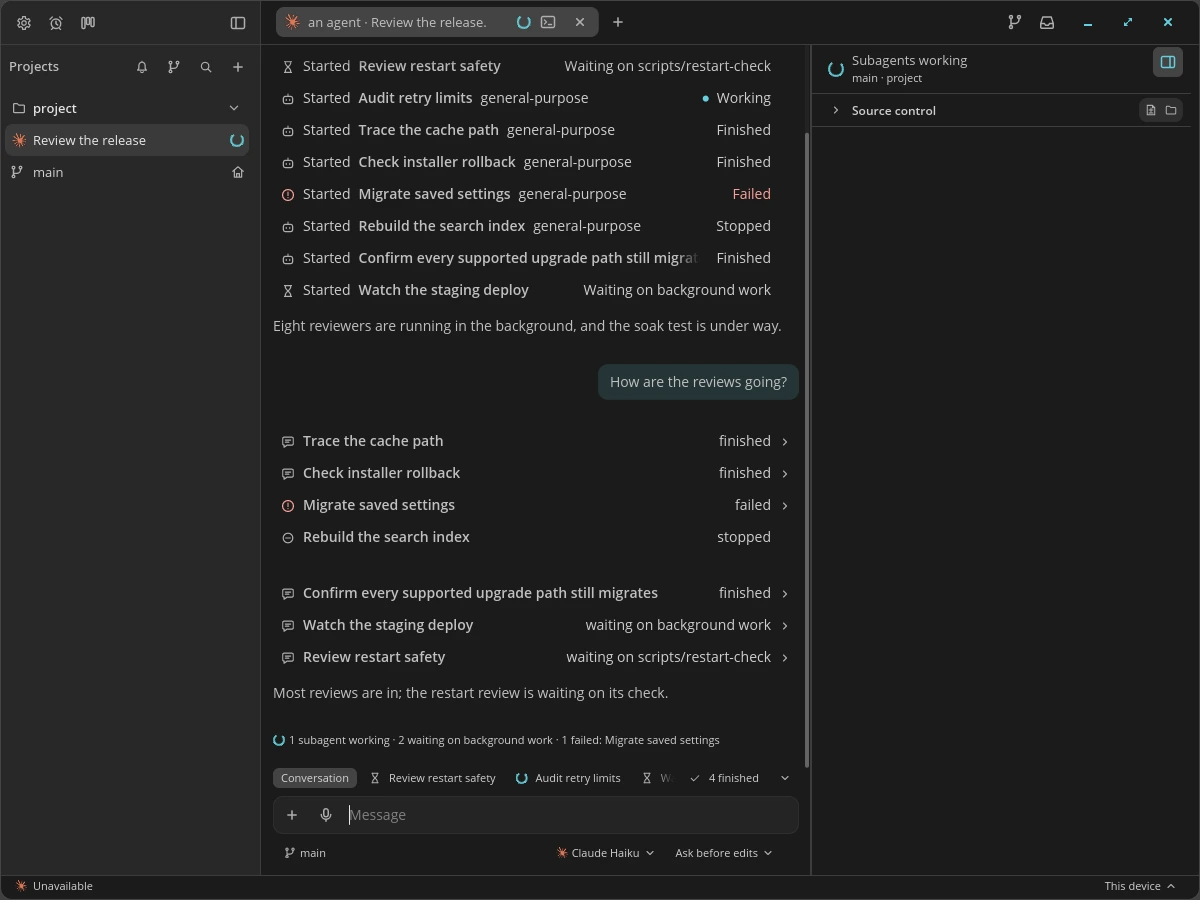 an agent · Review the release.
Projects
project
Review the release
main
Started Review restart safety Waiting on scripts/restart-check
Started Audit retry limits general-purpose Working
Started Trace the cache path general-purpose Finished
Started Check installer rollback general-purpose Finished
Started Migrate saved settings general-purpose Failed
Started Rebuild the search index general-purpose Stopped
Started Confirm every supported upgrade path still migrat Finished
Started Watch the staging deploy Waiting on background work
Eight reviewers are running in the background, and the soak test is under way.
How are the reviews going?
Trace the cache path finished
Check installer rollback finished
Migrate saved settings failed
Rebuild the search index stopped
Confirm every supported upgrade path still migrates finished
Watch the staging deploy waiting on background work
Review restart safety waiting on scripts/restart-check
Most reviews are in; the restart review is waiting on its check.
1 subagent working · 2 waiting on background work · 1 failed: Migrate saved settings
Conversation Review restart safety Audit retry limits W 4 finished
Message
main Claude Haiku Ask before edits
Subagents working
main · project
Source control
Unavailable
This device